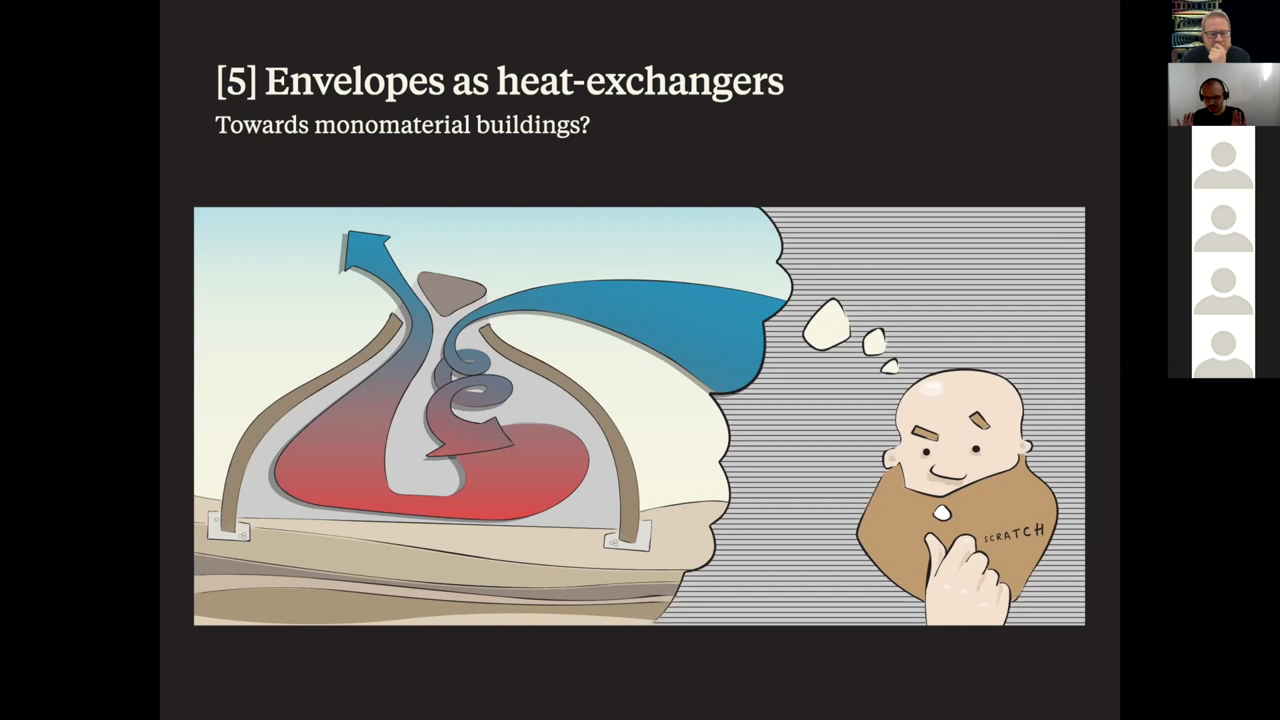 [5] Envelopes as heat-exchangers
Towards monomaterial buildings?
SCRATCH